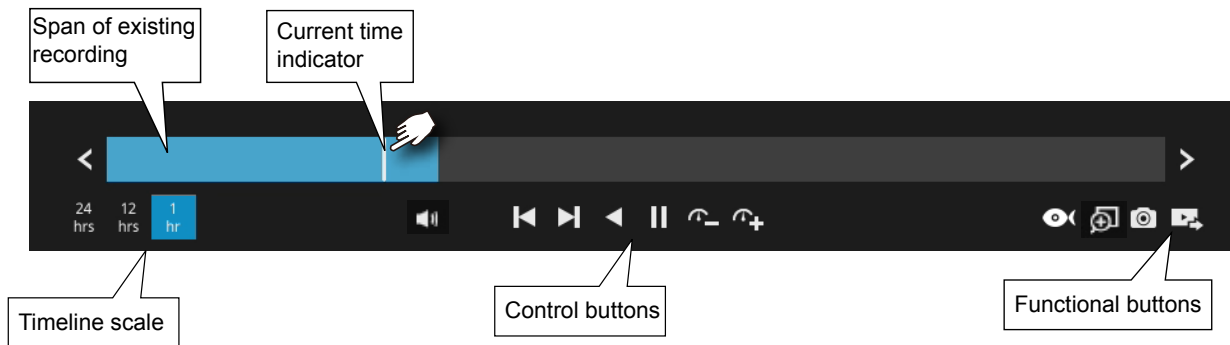 Span of existing
recording
Current time
indicator
24
hrs
12
hrs
1
hr
Timeline scale
Control buttons
Functional buttons